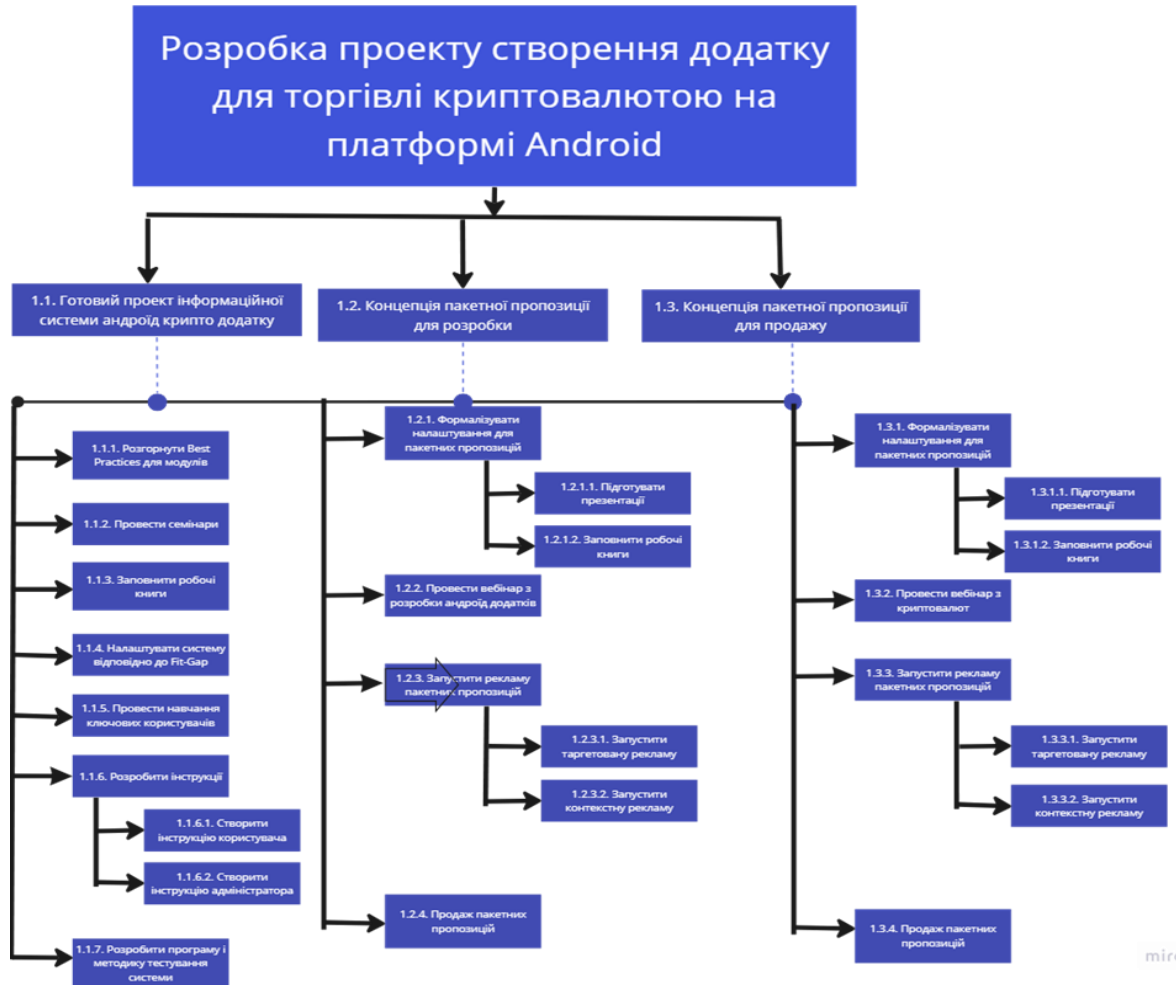 Розробка проекту створення додатку
для торгівлі криптовалютою на
платформі Android
1.1. Готовий проект інформаційної
системи андроїд крипто додатку
1.2. Концепція пакетної пропозиції
для розробки
1.3. Концепція пакетної пропозиції
для продажу
1.1.1. Розгорнути Best
Practices для модулів
1.1.2. Провести семінари
1.1.3. Заповнити робочі
книги
1.1.4. Налаштувати систему
відповідно до Fit-Gap
1.1.5. Провести навчання
ключових користувачів
1.1.6. Розробити інструкції
1.1.6.1. Створити
інструкцію користувача
1.1.6.2. Створити
інструкцію адміністратора
1.1.7. Розробити програму і
методику тестування
системи
1.2.1. Формалізувати
налаштування для
пакетних пропозицій
1.2.1.1. Підготувати
презентації
1.2.1.2. Заповнити робочі
книги
1.2.2. Провести вебінар з
розробки андроїд додатків
1.2.3. Запустити рекламу
пакетних пропозицій
1.2.3.1. Запустити
таргетовану рекламу
1.2.3.2. Запустити
контекстну рекламу
1.2.4. Продаж пакетних
пропозицій
1.3.1. Формалізувати
налаштування для
пакетних пропозицій
1.3.1.1. Підготувати
презентації
1.3.1.2. Заповнити робочі
книги
1.3.2. Провести вебінар з
криптовалют
1.3.3. Запустити рекламу
пакетних пропозицій
1.3.3.1. Запустити
таргетовану рекламу
1.3.3.2. Запустити
контекстну рекламу
1.3.4. Продаж пакетних
пропозицій